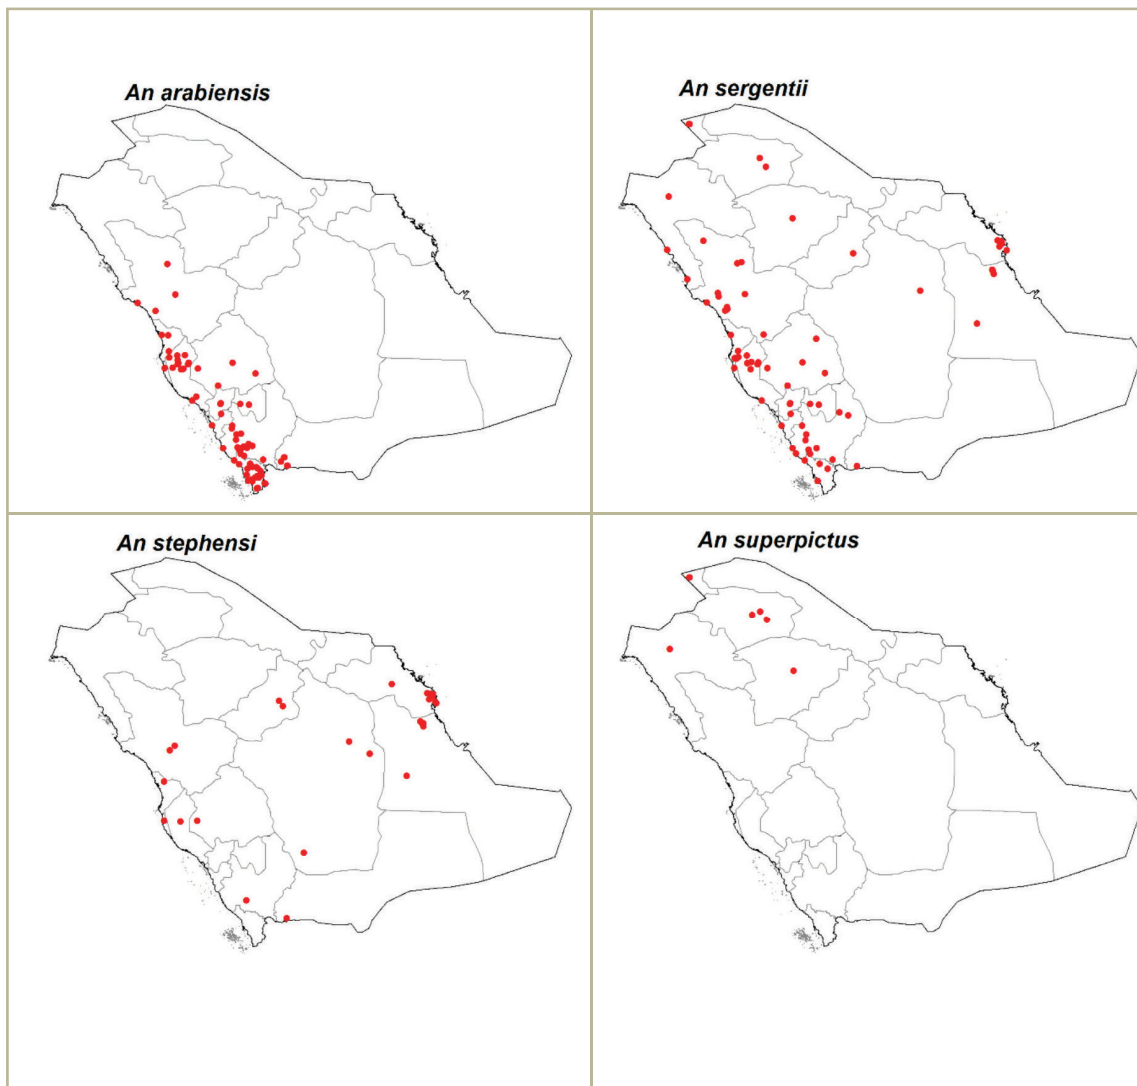 An arabiensis
An sergentii
An stephensi
An superpictus